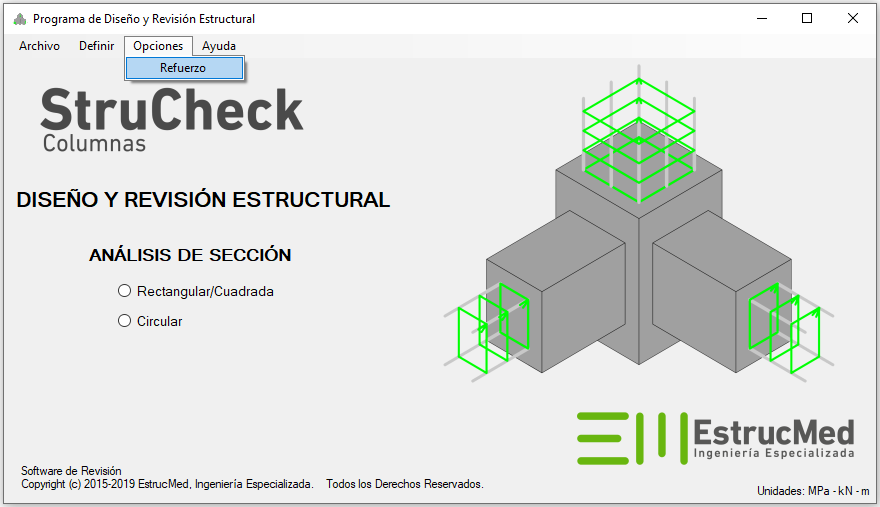 Programa de Diseño y Revisión Estructural
Archivo Definir Opciones Ayuda
Refuerzo
StruCheck
Columnas
DISEÑO Y REVISIÓN ESTRUCTURAL
ANÁLISIS DE SECCIÓN
Rectangular/Cuadrada
Circular
EstrucMed
Ingeniería Especializada
Software de Revisión
Copyright (c) 2015-2019 EstrucMed, Ingeniería Especializada. Todos los Derechos Reservados.
Unidades: MPa - kN - m